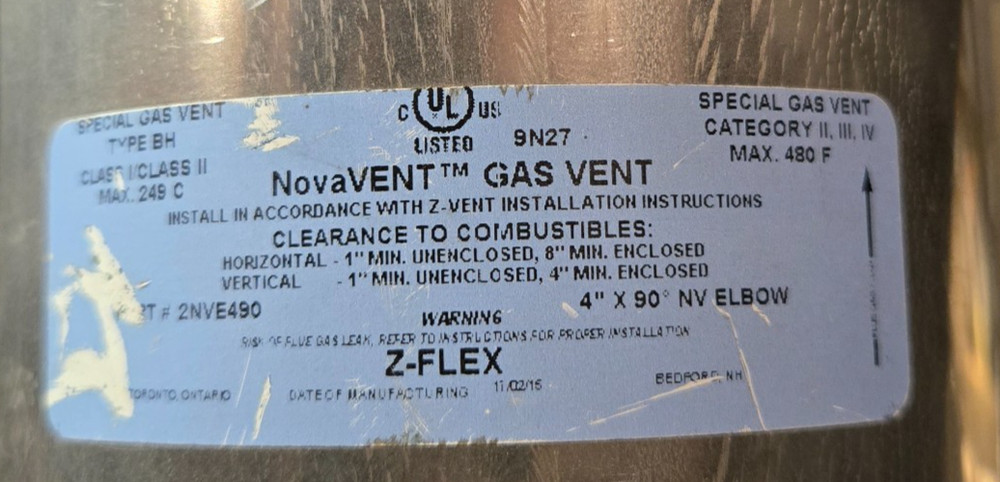 SPECIAL GAS VENT
TYPE BH
CLASS I/CLASS II
MAX. 249 C
C UL US
LISTED
9N27
SPECIAL GAS VENT
CATEGORY II, III, IV
MAX. 480 F
NovaVENT™ GAS VENT
INSTALL IN ACCORDANCE WITH Z-VENT INSTALLATION INSTRUCTIONS
CLEARANCE TO COMBUSTIBLES:
HORIZONTAL - 1" MIN. UNENCLOSED, 8" MIN. ENCLOSED
VERTICAL - 1" MIN. UNENCLOSED, 4" MIN. ENCLOSED
# 2NVE490
4" X 90° NV ELBOW
WARNING
RISK OF FLUE GAS LEAK, REFER TO INSTRUCTIONS FOR PROPER INSTALLATION
Z-FLEX
TORONTO, ONTARIO
DATE OF MANUFACTURING 11/02/15
BEDFORD, NH